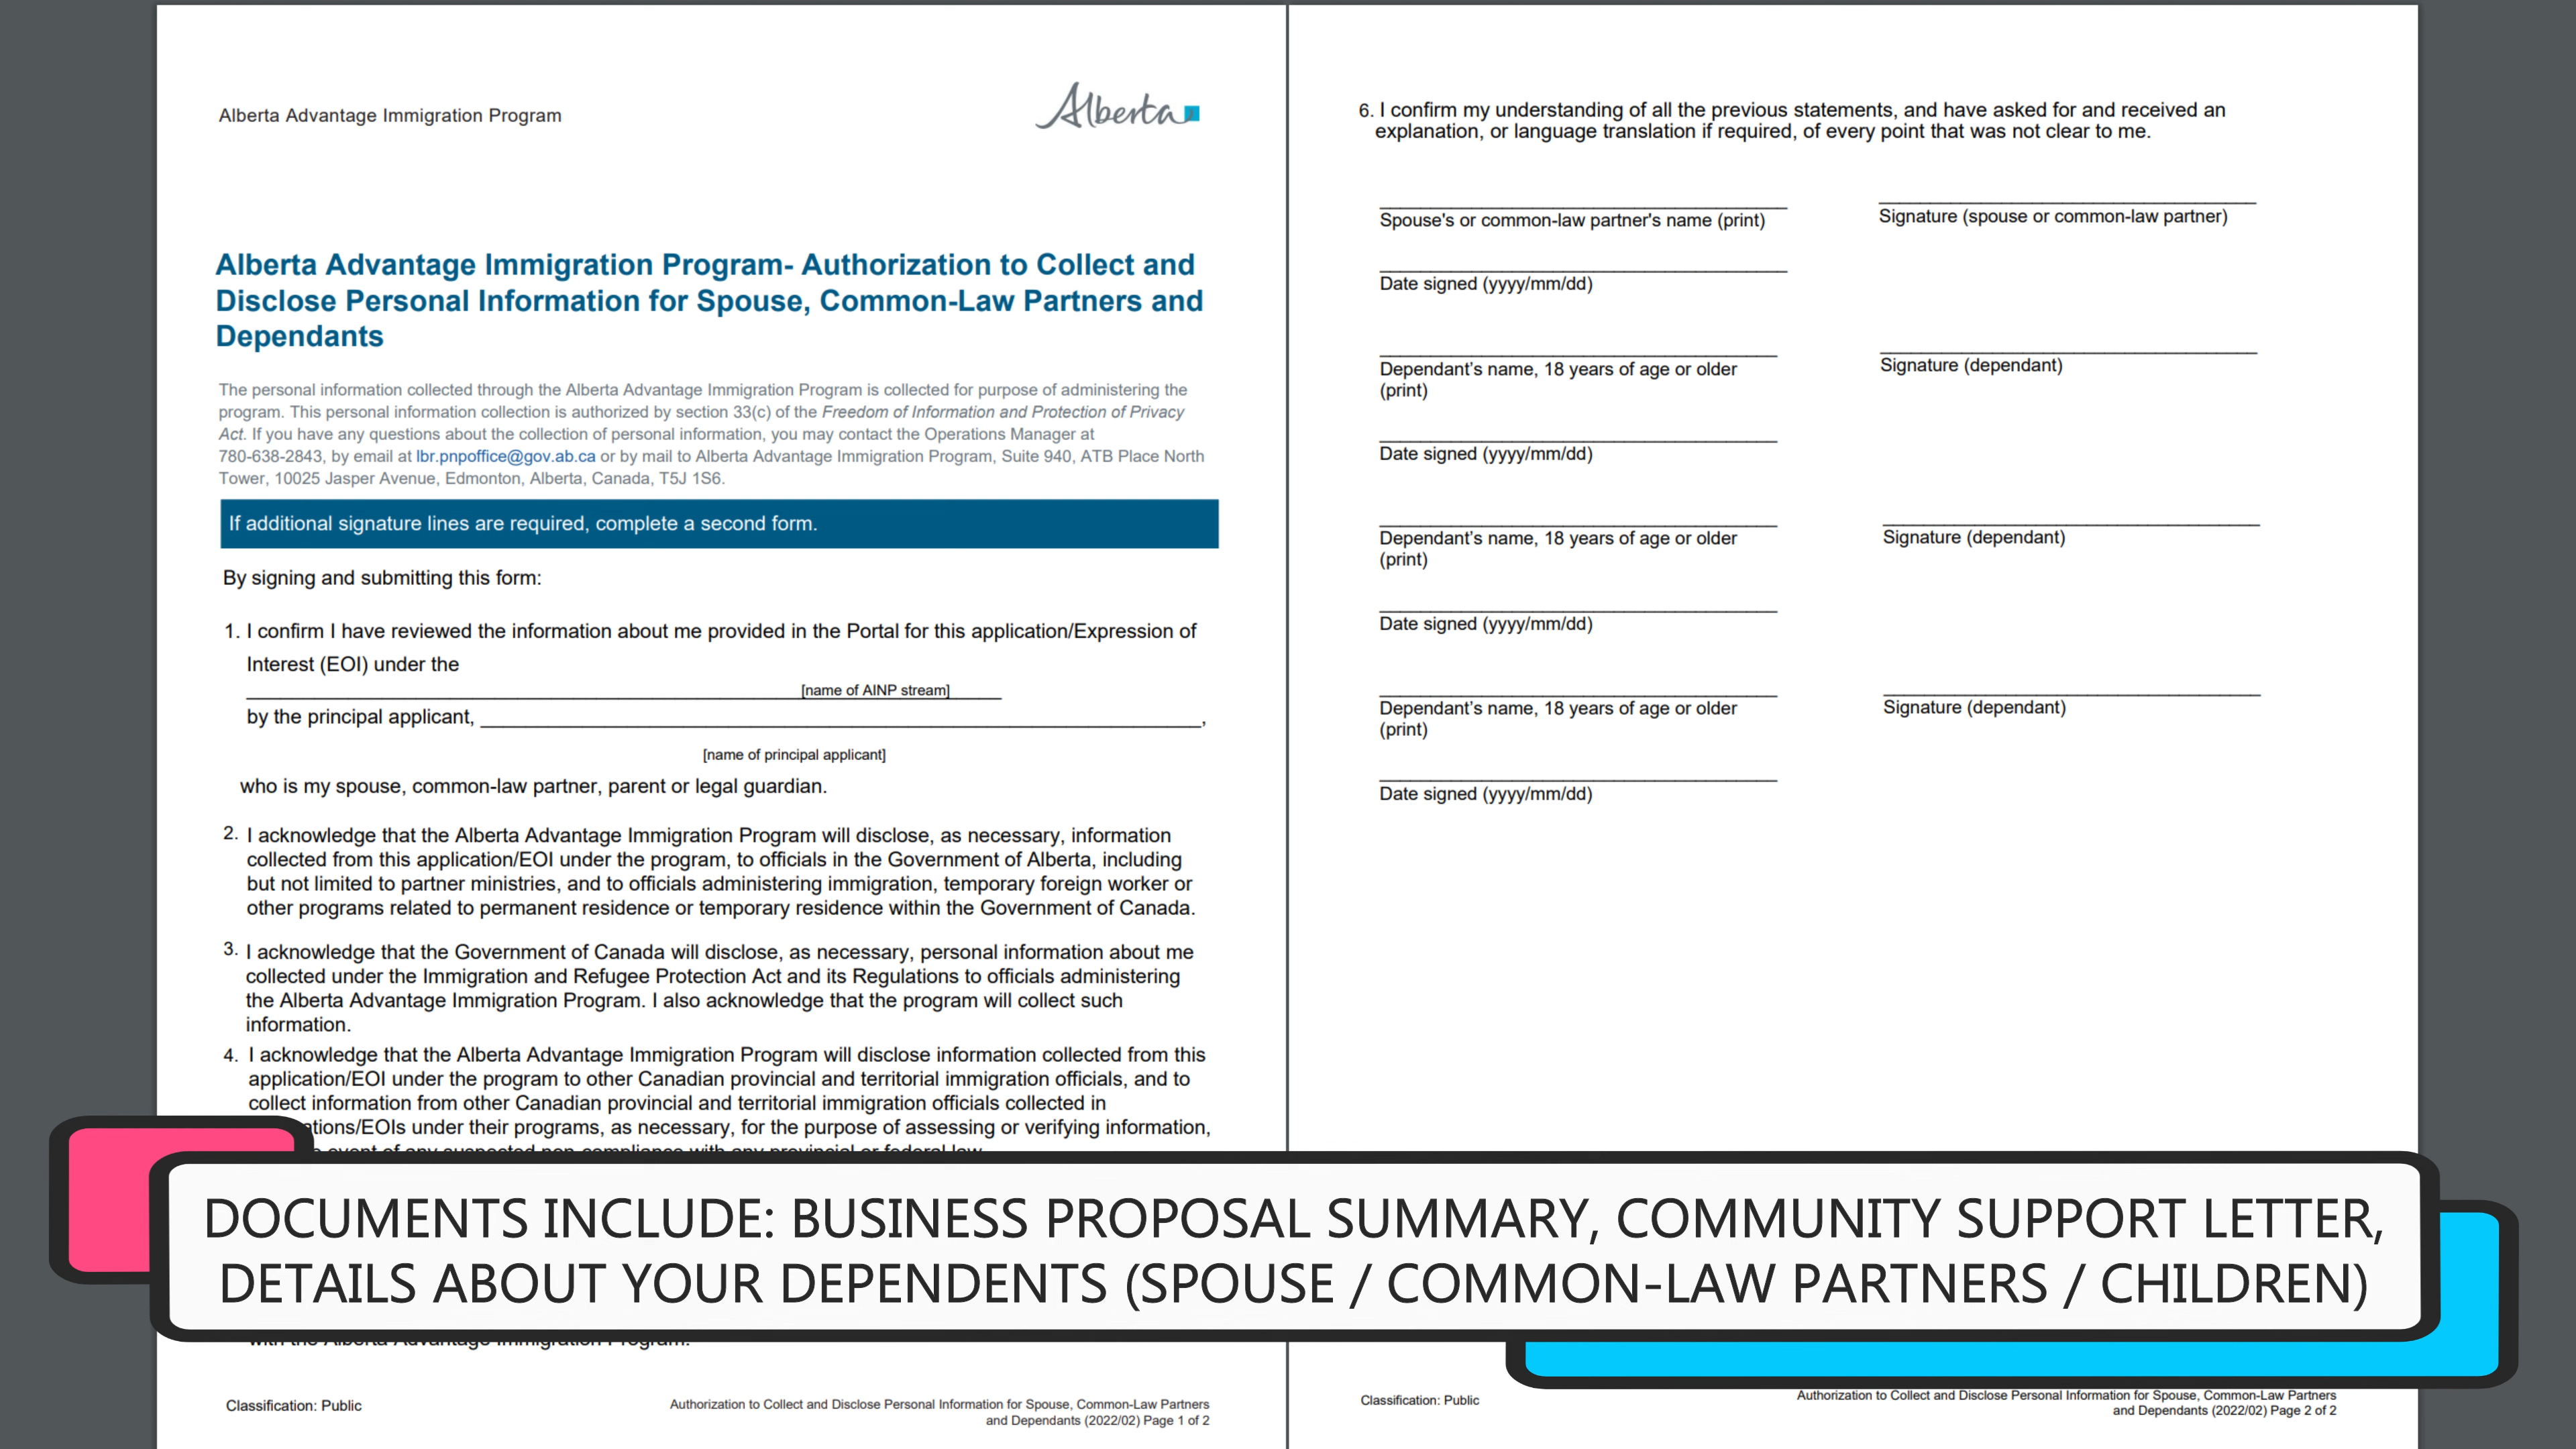 Alberta Advantage Immigration Program
Alberta
Alberta Advantage Immigration Program- Authorization to Collect and
Disclose Personal Information for Spouse, Common-Law Partners and
Dependants
The personal information collected through the Alberta Advantage Immigration Program is collected for purpose of administering the
program. This personal information collection is authorized by section 33(c) of the Freedom of Information and Protection of Privacy
Act. If you have any questions about the collection of personal information, you may contact the Operations Manager at
780-638-2843, by email at lbr.pnpoffice@gov.ab.ca or by mail to Alberta Advantage Immigration Program, Suite 940, ATB Place North
Tower, 10025 Jasper Avenue, Edmonton, Alberta, Canada, T5J 1S6.
If additional signature lines are required, complete a second form.
By signing and submitting this form:
1. I confirm I have reviewed the information about me provided in the Portal for this application/Expression of
Interest (EOI) under the
[name of AINP stream]
by the principal applicant, ,
[name of principal applicant]
who is my spouse, common-law partner, parent or legal guardian.
2. I acknowledge that the Alberta Advantage Immigration Program will disclose, as necessary, information
collected from this application/EOI under the program, to officials in the Government of Alberta, including
but not limited to partner ministries, and to officials administering immigration, temporary foreign worker or
other programs related to permanent residence or temporary residence within the Government of Canada.
3. I acknowledge that the Government of Canada will disclose, as necessary, personal information about me
collected under the Immigration and Refugee Protection Act and its Regulations to officials administering
the Alberta Advantage Immigration Program. I also acknowledge that the program will collect such
information.
4. I acknowledge that the Alberta Advantage Immigration Program will disclose information collected from this
application/EOI under the program to other Canadian provincial and territorial immigration officials, and to
collect information from other Canadian provincial and territorial immigration officials collected in
ations/EOIs under their programs, as necessary, for the purpose of assessing or verifying information,
event of any suspected non-compliance with any provincial or federal law.
with the Alberta Advantage Immigration Program.
Classification: Public
Authorization to Collect and Disclose Personal Information for Spouse, Common-Law Partners
and Dependants (2022/02) Page 1 of 2
6. I confirm my understanding of all the previous statements, and have asked for and received an
explanation, or language translation if required, of every point that was not clear to me.
Spouse's or common-law partner's name (print)
Signature (spouse or common-law partner)
Date signed (yyyy/mm/dd)
Dependant's name, 18 years of age or older
(print)
Signature (dependant)
Date signed (yyyy/mm/dd)
Dependant's name, 18 years of age or older
(print)
Signature (dependant)
Date signed (yyyy/mm/dd)
Dependant's name, 18 years of age or older
(print)
Signature (dependant)
Date signed (yyyy/mm/dd)
Classification: Public
Authorization to Collect and Disclose Personal Information for Spouse, Common-Law Partners
and Dependants (2022/02) Page 2 of 2
DOCUMENTS INCLUDE: BUSINESS PROPOSAL SUMMARY, COMMUNITY SUPPORT LETTER,
DETAILS ABOUT YOUR DEPENDENTS (SPOUSE / COMMON-LAW PARTNERS / CHILDREN)